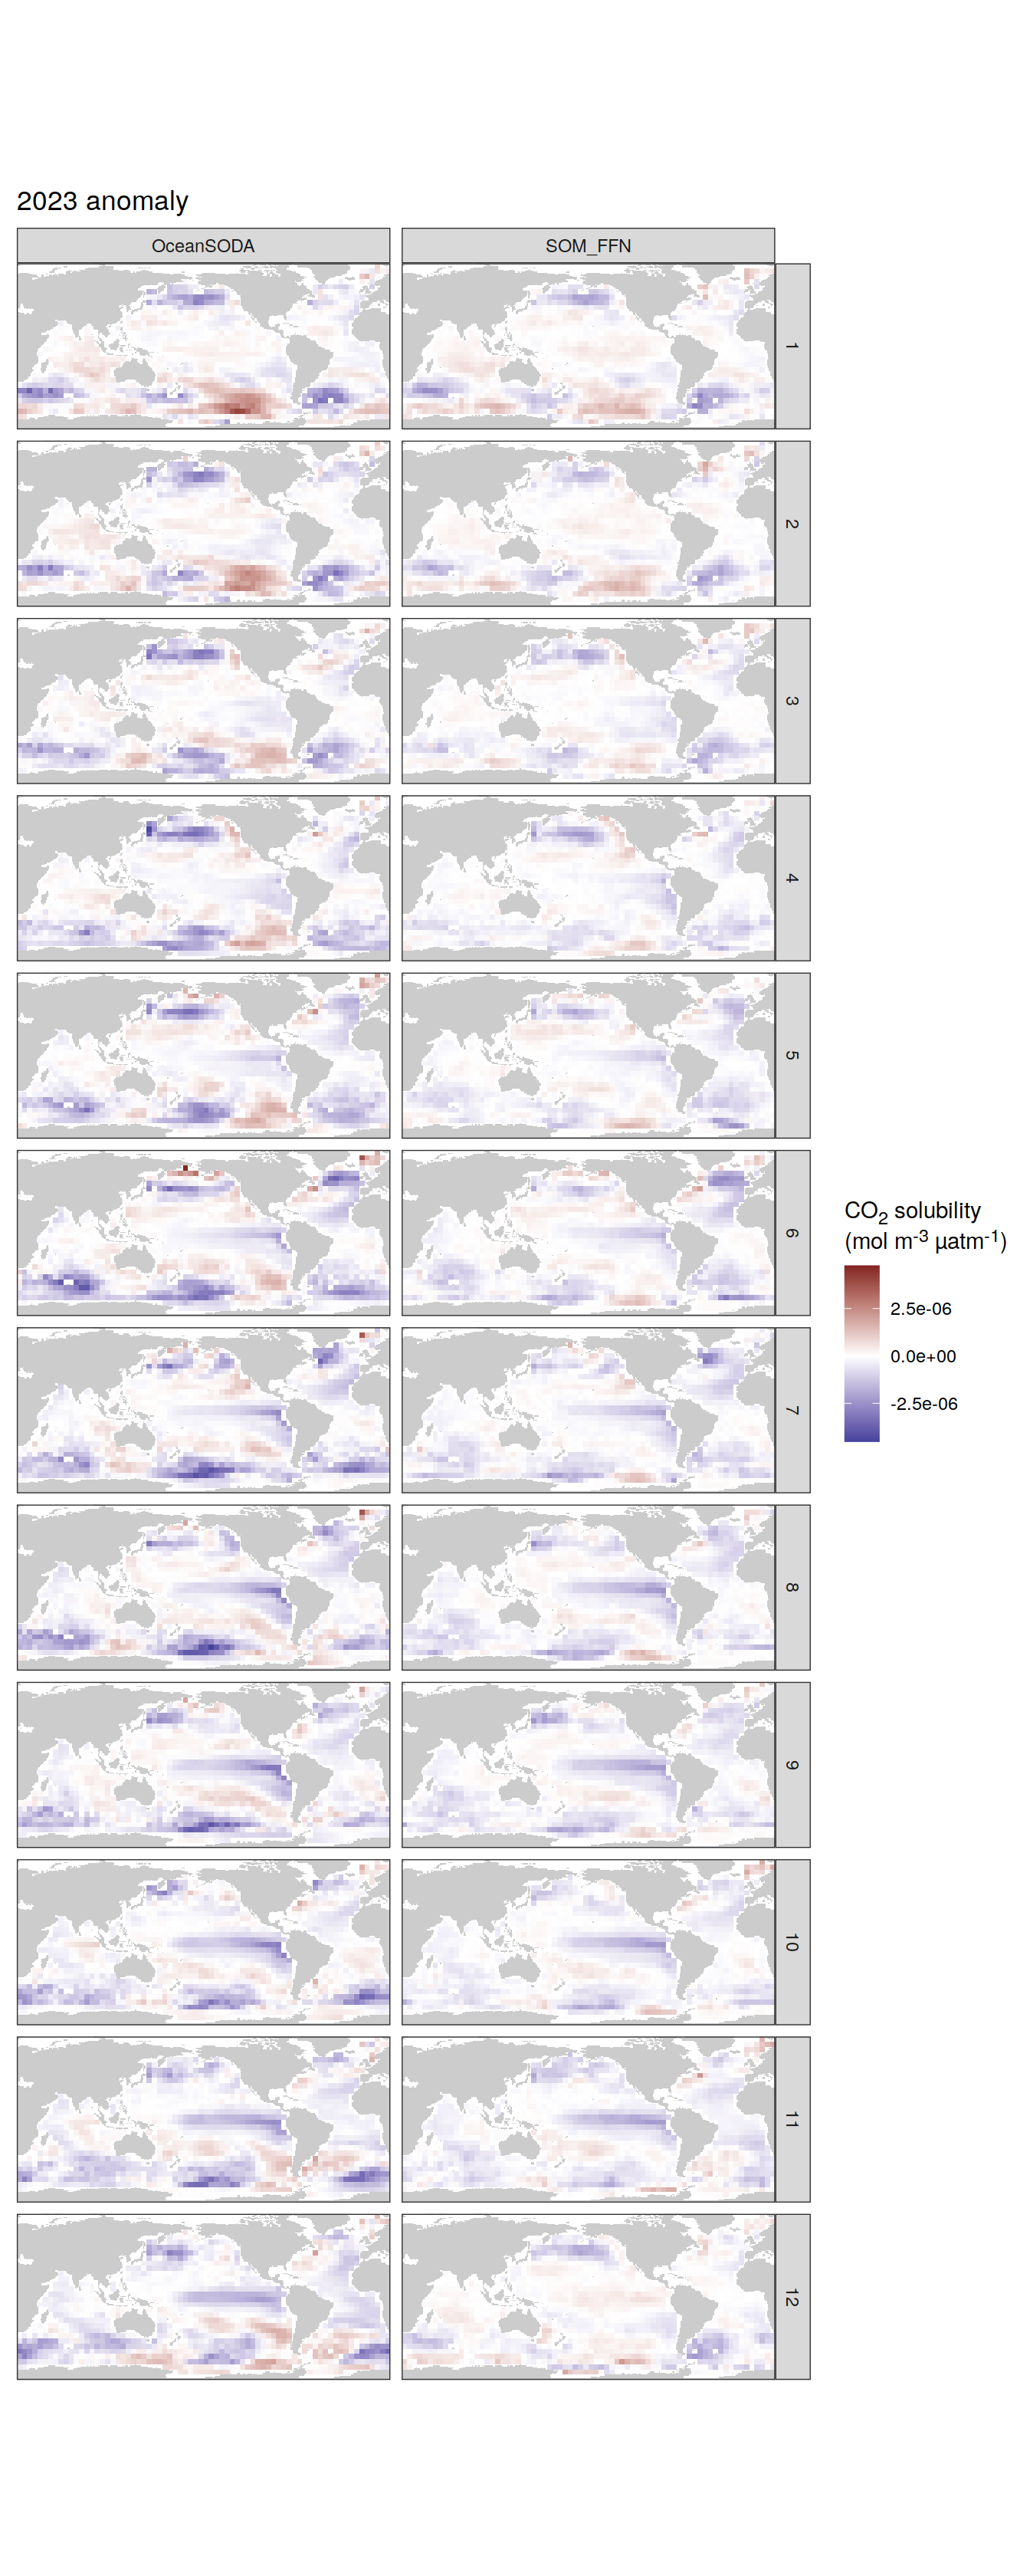 2023 anomaly
OceanSODA
SOM_FFN
1
2
3
4
5
6
7
8
9
10
11
12
CO2 solubility
(mol m-3 µatm-1)
2.5e-06
0.0e+00
-2.5e-06